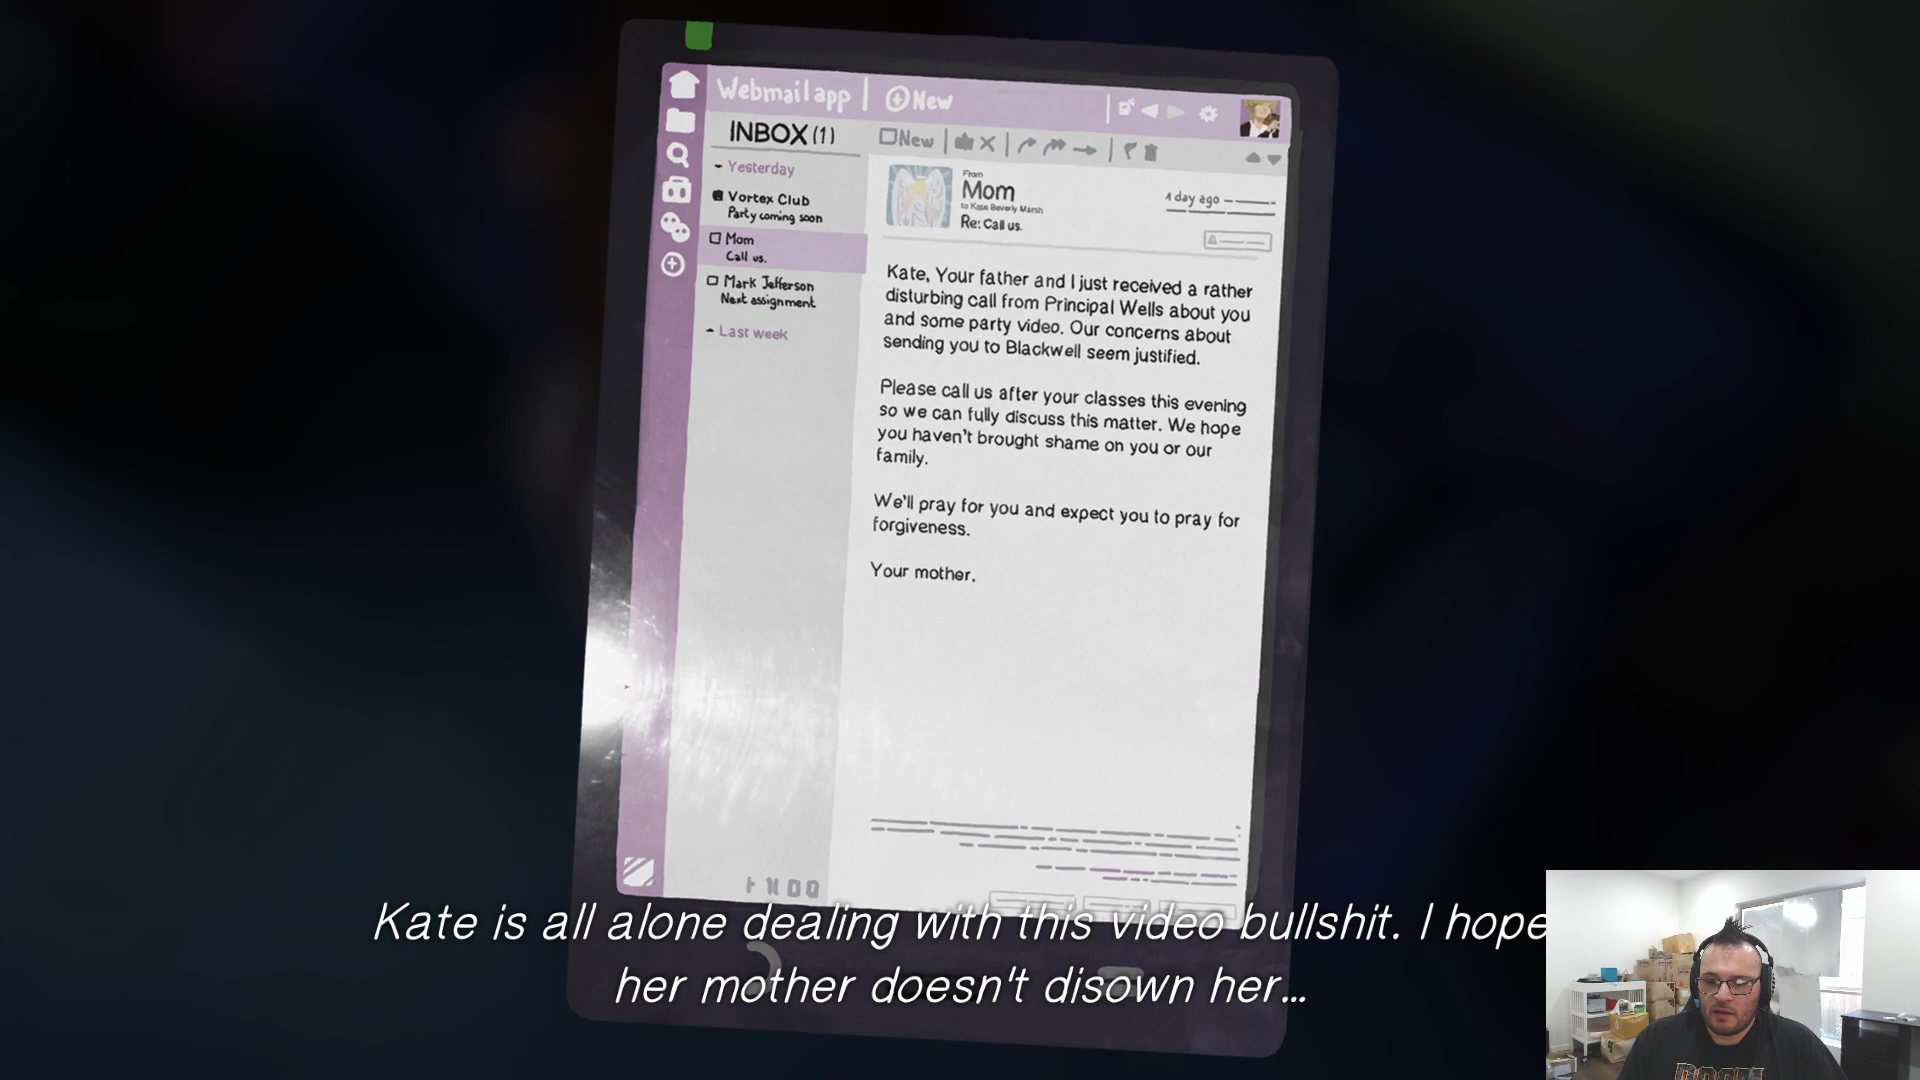 Webmail app | New
INBOX (1)
New
- Yesterday
Vortex Club
Party coming soon
Mom
Call us.
Mark Jefferson
Next assignment
- Last week
From
Mom
to Kate Beverly Marsh
Re: Call us.
1 day ago
Kate, Your father and I just received a rather
disturbing call from Principal Wells about you
and some party video. Our concerns about
sending you to Blackwell seem justified.
Please call us after your classes this evening
so we can fully discuss this matter. We hope
you haven't brought shame on you or our
family.
We'll pray for you and expect you to pray for
forgiveness.
Your mother.
Kate is all alone dealing with this video bullshit. I hope
her mother doesn't disown her...